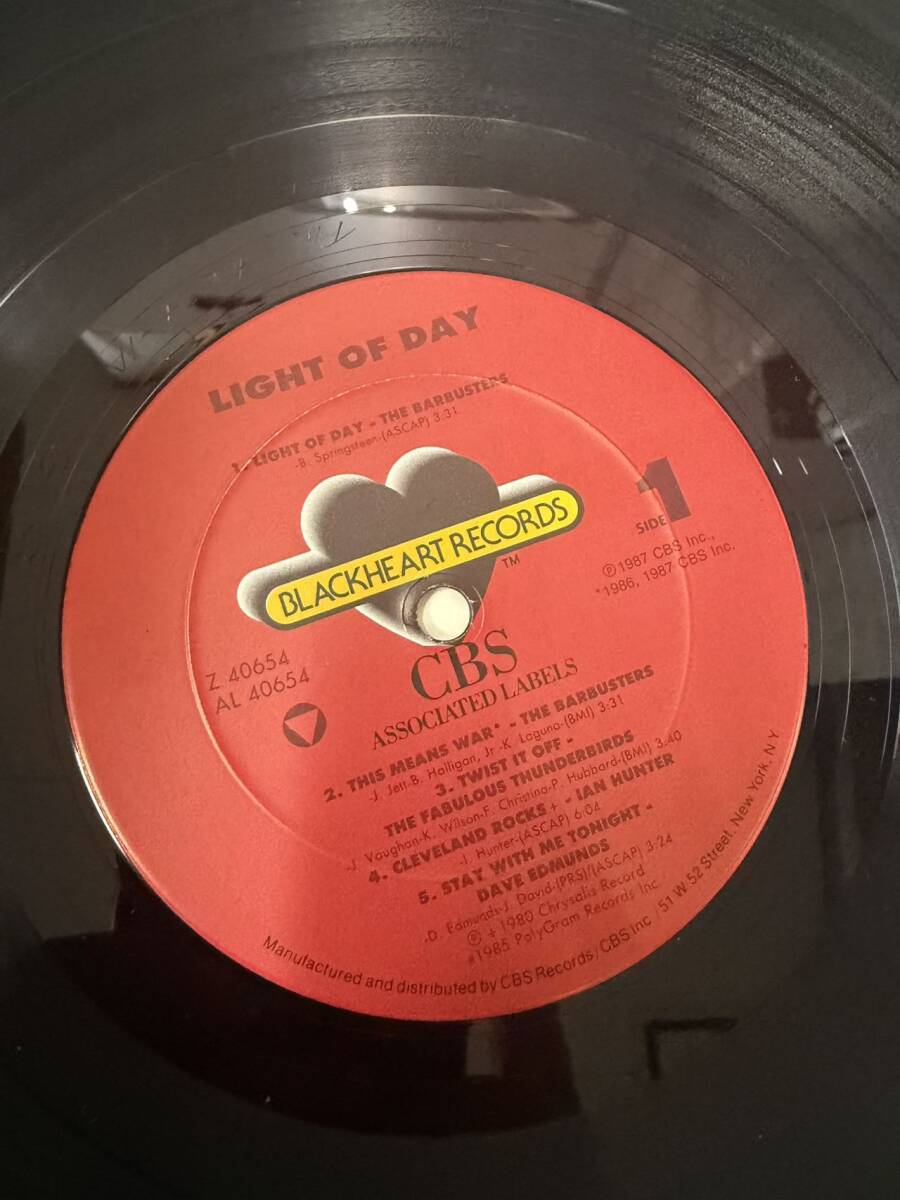 LIGHT OF DAY
1. LIGHT OF DAY - THE BARBUSTERS
-B. Springsteen-(ASCAP) 3:31
BLACKHEART RECORDS
TM
SIDE 1
℗1987 CBS Inc.,
*1986, 1987 CBS Inc.
Z 40654
AL 40654
CBS
ASSOCIATED LABELS
2. THIS MEANS WAR* - THE BARBUSTERS
-J. Jett-B. Halligan, Jr.-K. Laguna-(BMI) 3:31
3. TWIST IT OFF -
THE FABULOUS THUNDERBIRDS
-J. Vaughan-K. Wilson-F. Christina-P. Hubbard-(BMI) 3:40
4. CLEVELAND ROCKS + - IAN HUNTER
-I. Hunter-(ASCAP) 6:04
5. STAY WITH ME TONIGHT -
DAVE EDMUNDS
-D. Edmunds-J. David-(PRS)/(ASCAP) 3:24
+ 1980 Chrysalis Record
1985 PolyGram Records Inc.
Manufactured and distributed by CBS Records / CBS Inc. / 51 W. 52 Street, New York, N.Y.